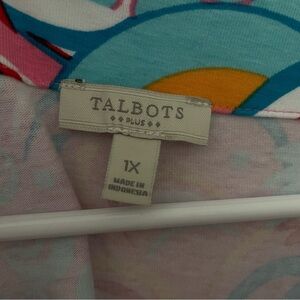 TALBOTS
PLUS
1X
MADE IN
INDONESIA